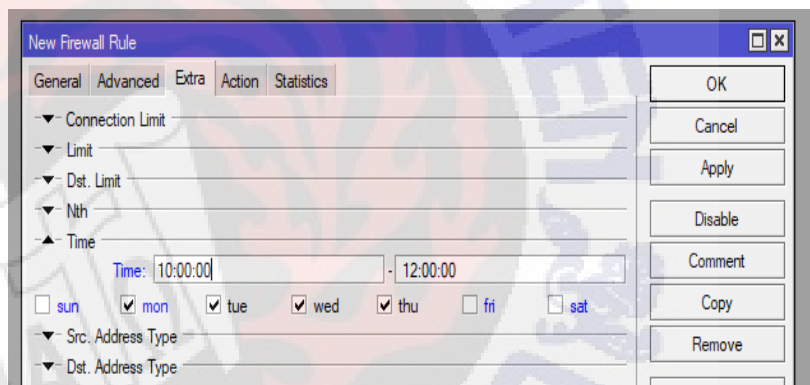 New Firewall Rule
General Advanced Extra Action Statistics
Connection Limit
Limit
Dst. Limit
Nth
Time
Time: 10:00:00 - 12:00:00
sun mon tue wed thu fri sat
Src. Address Type
Dst. Address Type
OK
Cancel
Apply
Disable
Comment
Copy
Remove